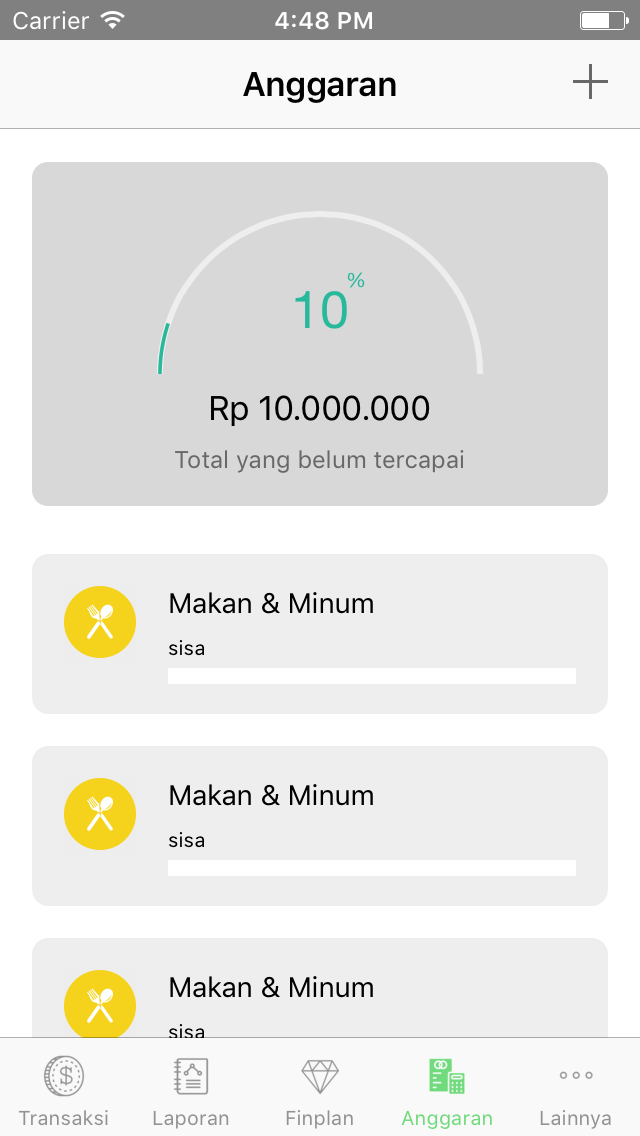 Carrier 4:48 PM
Anggaran
10%
Rp 10.000.000
Total yang belum tercapai
Makan & Minum
sisa
Makan & Minum
sisa
Makan & Minum
sisa
Transaksi Laporan Finplan Anggaran Lainnya